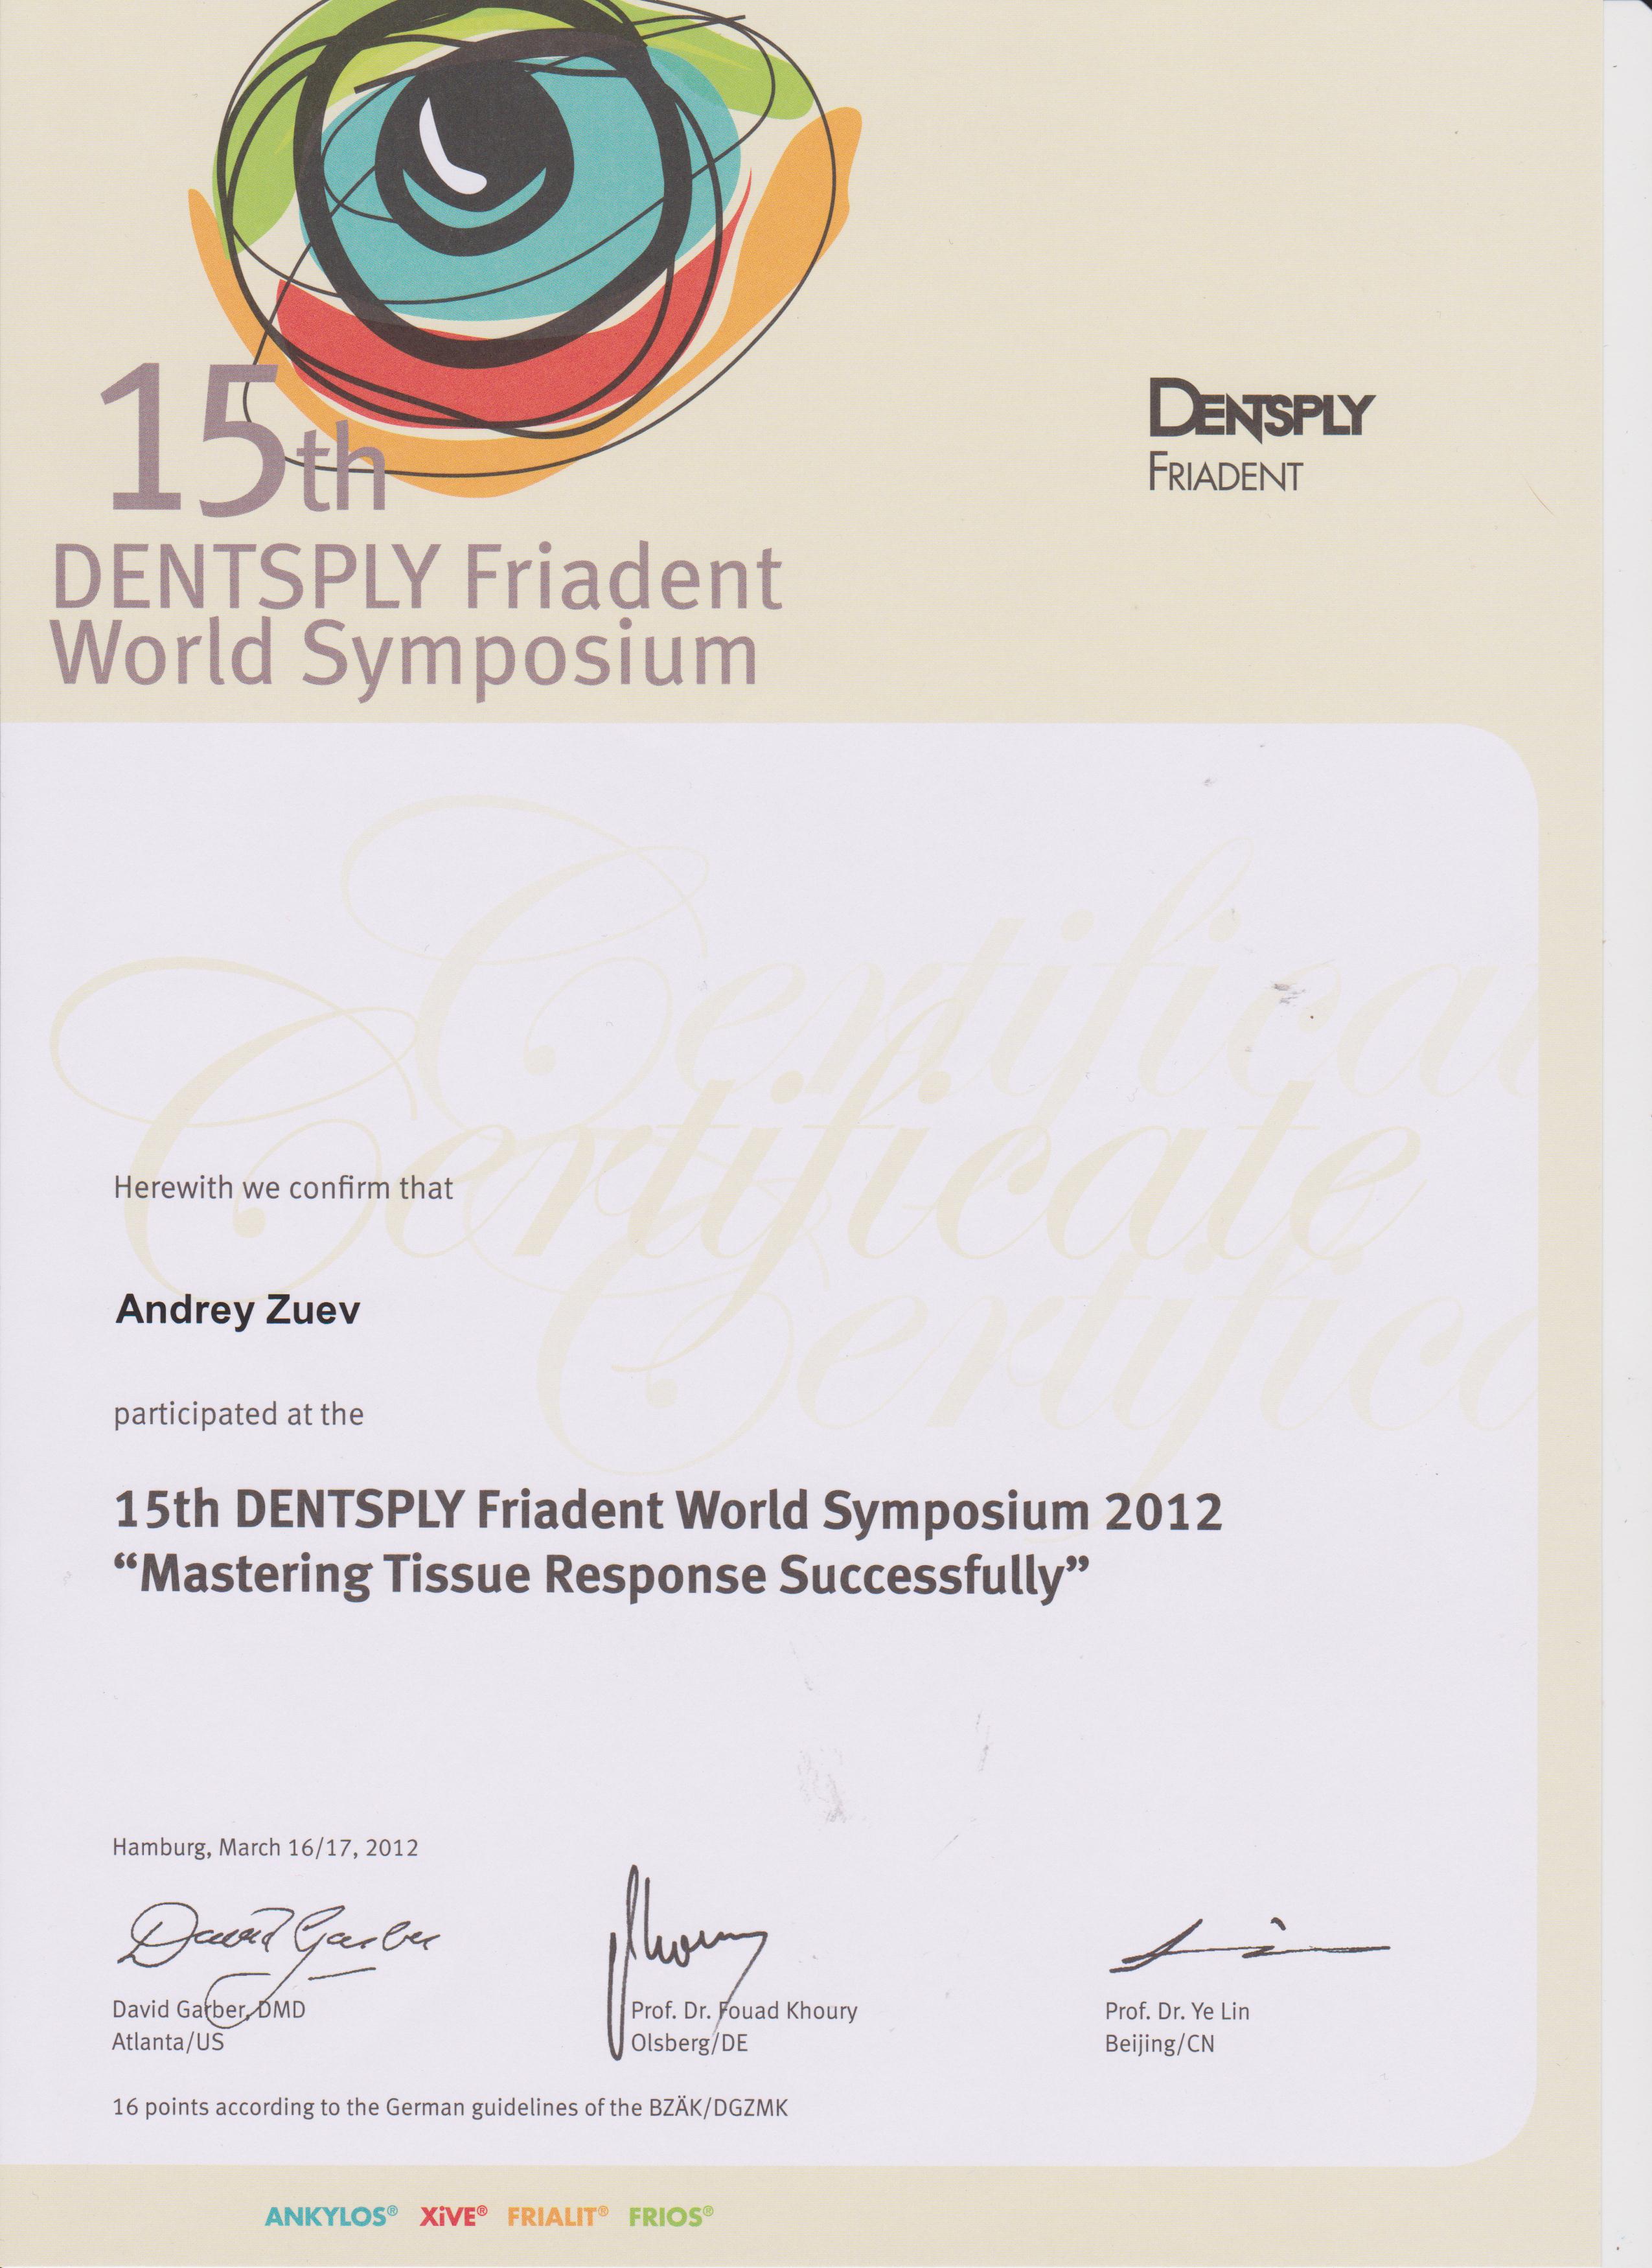 15th
DENTSPLY Friadent
World Symposium
DENTSPLY
FRIADENT
Certificat
Certificate
Certific
Herewith we confirm that
Andrey Zuev
participated at the
15th DENTSPLY Friadent World Symposium 2012
“Mastering Tissue Response Successfully”
Hamburg, March 16/17, 2012
David Garber
Khoury
David Garber, DMD
Atlanta/US
Prof. Dr. Fouad Khoury
Olsberg/DE
Prof. Dr. Ye Lin
Beijing/CN
16 points according to the German guidelines of the BZÄK/DGZMK
ANKYLOS® XiVE® FRIALIT® FRIOS®